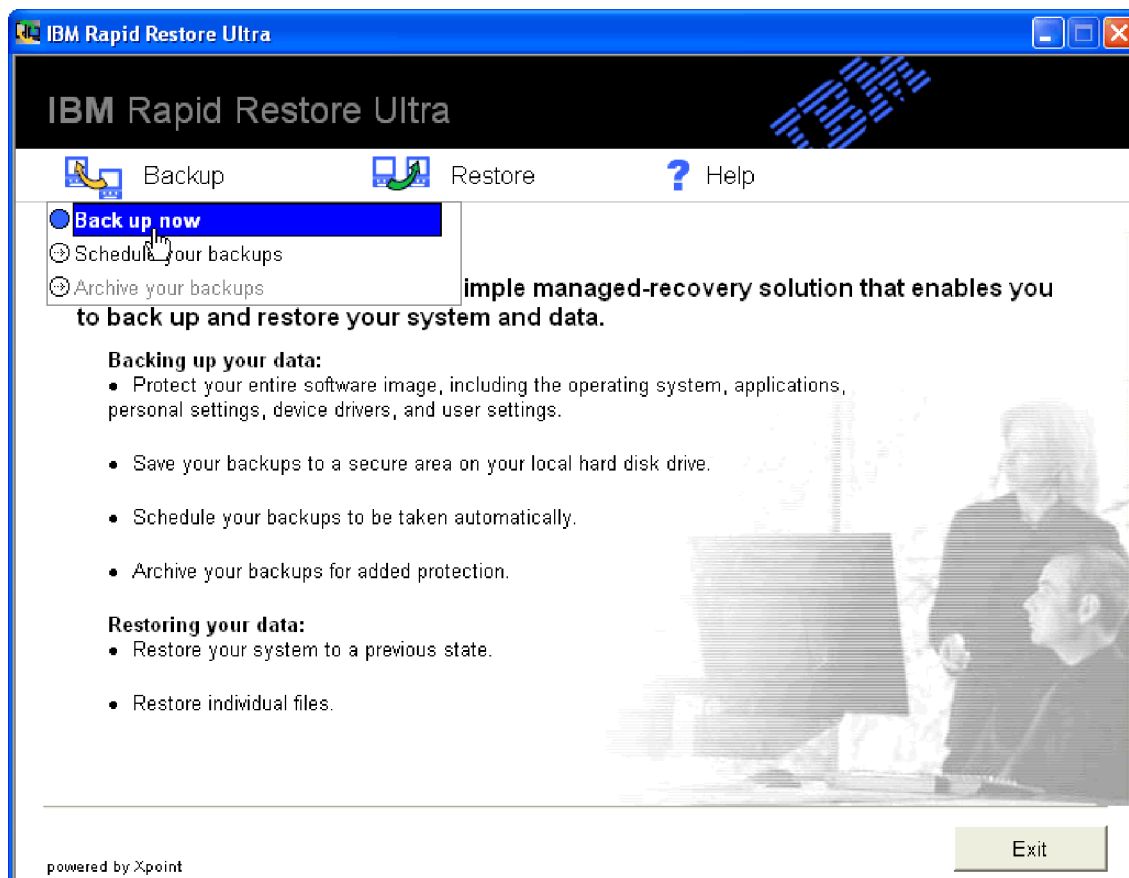 IBM Rapid Restore Ultra
IBM Rapid Restore Ultra
IBM
Backup
Restore
? Help
Back up now
Schedule your backups
Archive your backups
imple managed-recovery solution that enables you
to back up and restore your system and data.
Backing up your data:
• Protect your entire software image, including the operating system, applications,
personal settings, device drivers, and user settings.
• Save your backups to a secure area on your local hard disk drive.
• Schedule your backups to be taken automatically.
• Archive your backups for added protection.
Restoring your data:
• Restore your system to a previous state.
• Restore individual files.
Exit
powered by Xpoint